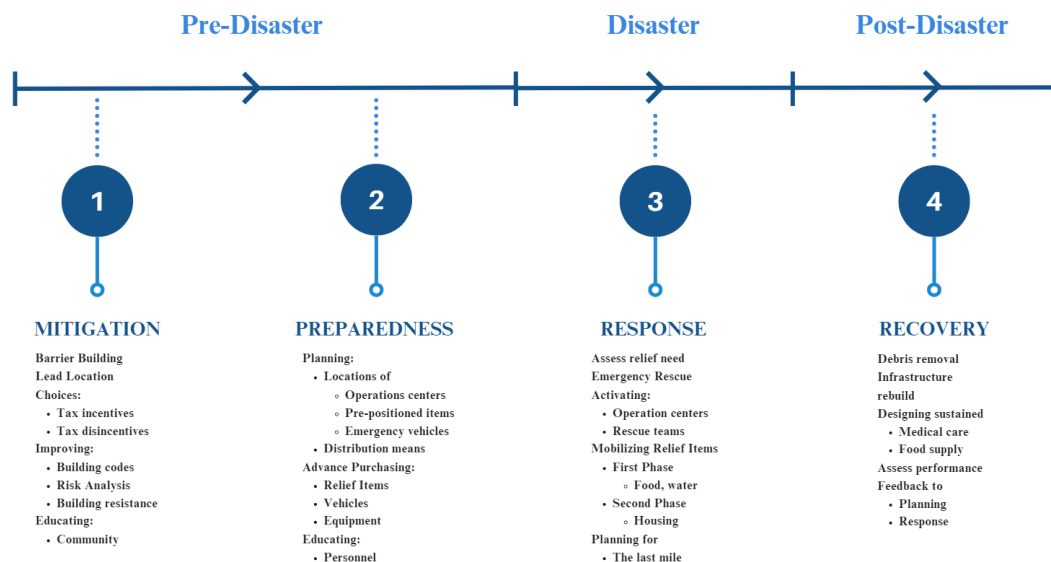 Pre-Disaster
Disaster
Post-Disaster
1
2
3
4
MITIGATION
Barrier Building
Lead Location
Choices:
Tax incentives
Tax disincentives
Improving:
Building codes
Risk Analysis
Building resistance
Educating:
Community
PREPAREDNESS
Planning:
Locations of
Operations centers
Pre-positioned items
Emergency vehicles
Distribution means
Advance Purchasing:
Relief Items
Vehicles
Equipment
Educating:
Personnel
RESPONSE
Assess relief need
Emergency Rescue
Activating:
Operation centers
Rescue teams
Mobilizing Relief Items
First Phase
Food, water
Second Phase
Housing
Planning for
The last mile
RECOVERY
Debris removal
Infrastructure
rebuild
Designing sustained
Medical care
Food supply
Assess performance
Feedback to
Planning
Response